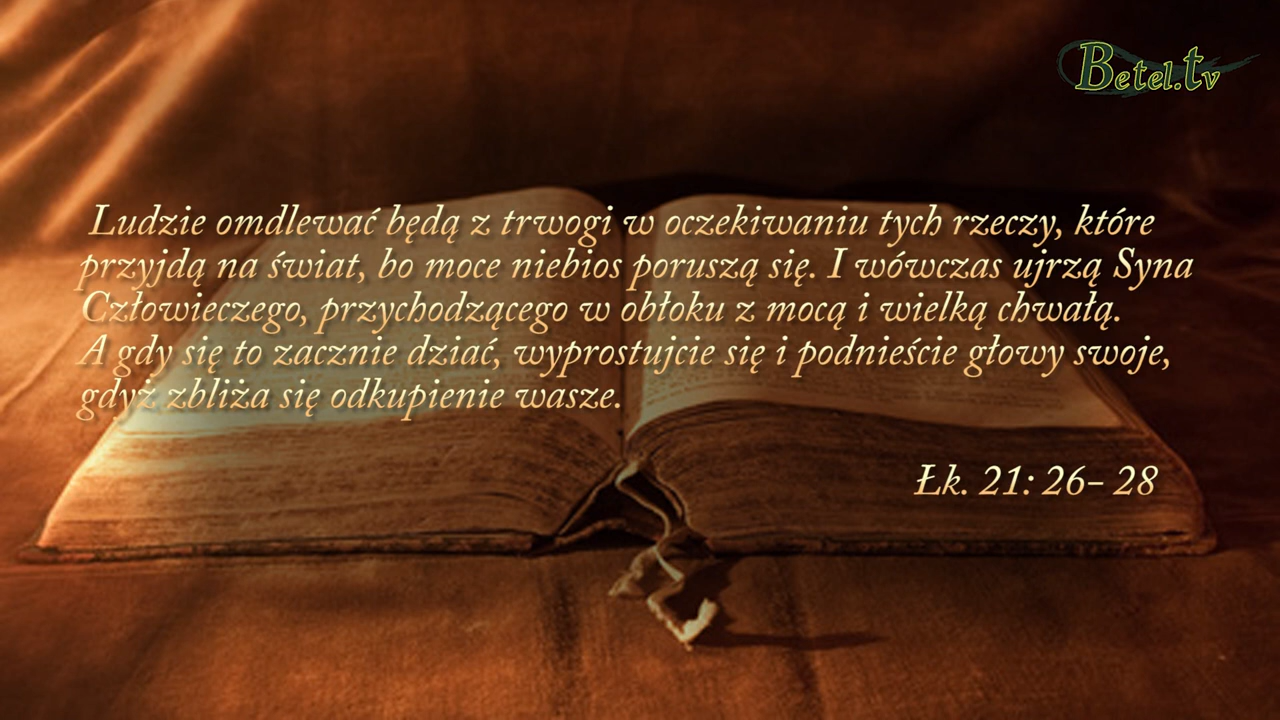 Betel.tv
Ludzie omdlewać będą z trwogi w oczekiwaniu tych rzeczy, które
przyjdą na świat, bo moce niebios poruszą się. I wówczas ujrzą Syna
Człowieczego, przychodzącego w obłoku z mocą i wielką chwałą.
A gdy się to zacznie dziać, wyprostujcie się i podnieście głowy swoje,
gdyż zbliża się odkupienie wasze.
Łk. 21: 26- 28